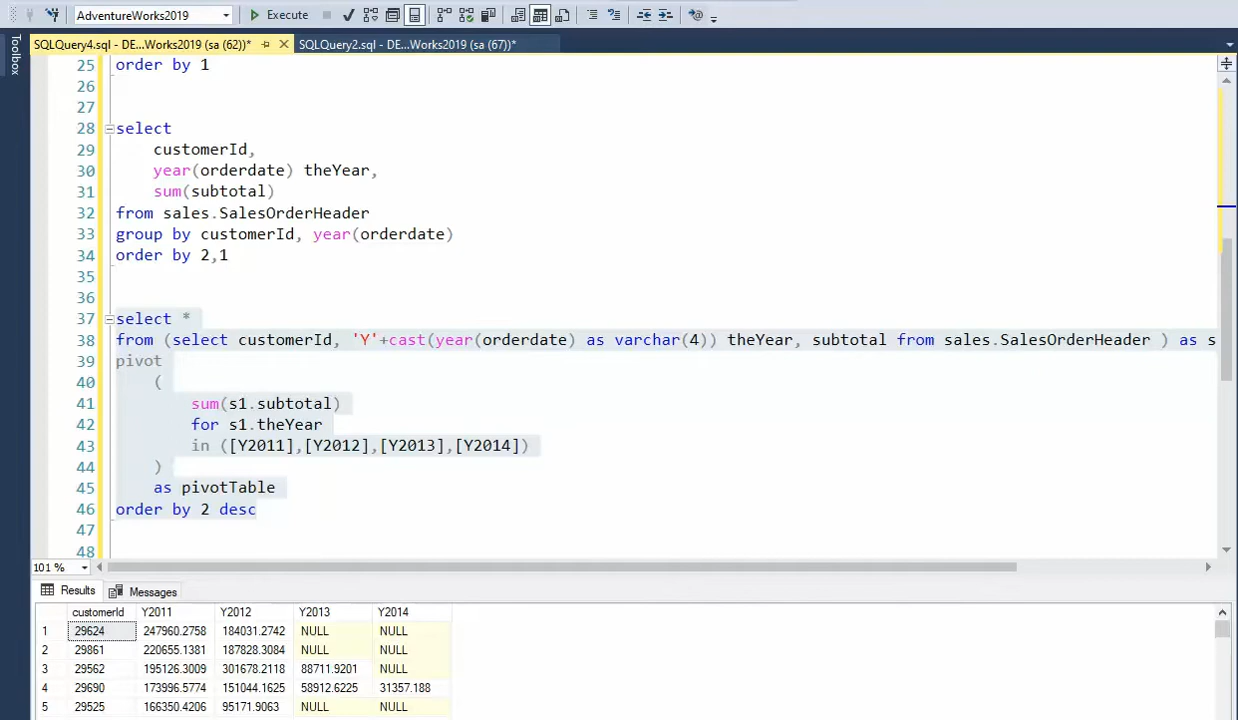 AdventureWorks2019
Execute
SQLQuery4.sql - DE...Works2019 (sa (62))*
SQLQuery2.sql - DE...Works2019 (sa (67))*
Toolbox
25 order by 1
26
27
28 select
29 customerId,
30 year(orderdate) theYear,
31 sum(subtotal)
32 from sales.SalesOrderHeader
33 group by customerId, year(orderdate)
34 order by 2,1
35
36
37 select *
38 from (select customerId, 'Y'+cast(year(orderdate) as varchar(4)) theYear, subtotal from sales.SalesOrderHeader ) as s
39 pivot
40 (
41 sum(s1.subtotal)
42 for s1.theYear
43 in ([Y2011],[Y2012],[Y2013],[Y2014])
44 )
45 as pivotTable
46 order by 2 desc
47
48
101 %
Results Messages
customerId Y2011 Y2012 Y2013 Y2014
1 29624 247960.2758 184031.2742 NULL NULL
2 29861 220655.1381 187828.3084 NULL NULL
3 29562 195126.3009 301678.2118 88711.9201 NULL
4 29690 173996.5774 151044.1625 58912.6225 31357.188
5 29525 166350.4206 95171.9063 NULL NULL